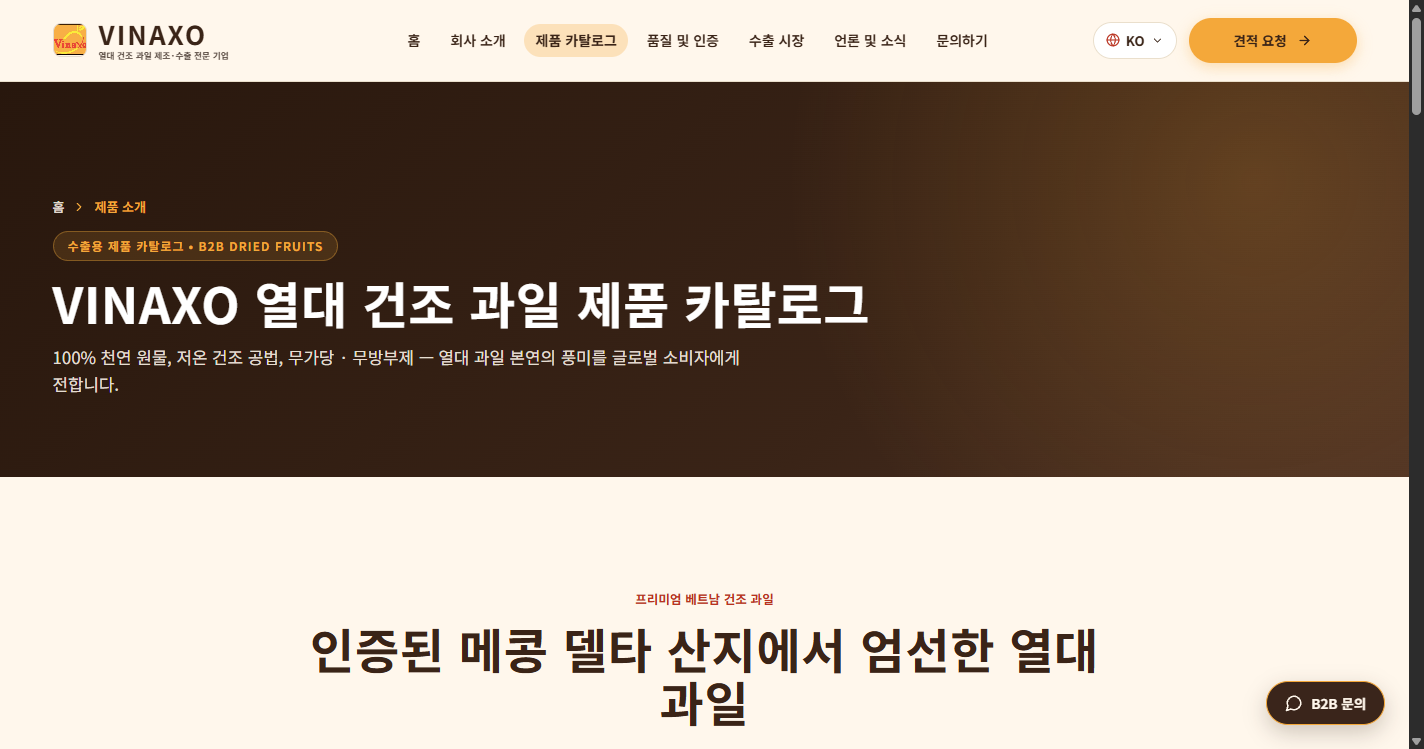 Vinaxo
VINAXO
열대 건조 과일 제조·수출 전문 기업
홈
회사 소개
제품 카탈로그
품질 및 인증
수출 시장
언론 및 소식
문의하기
KO
견적 요청
홈
제품 소개
수출용 제품 카탈로그 • B2B DRIED FRUITS
VINAXO 열대 건조 과일 제품 카탈로그
100% 천연 원물, 저온 건조 공법, 무가당 · 무방부제 — 열대 과일 본연의 풍미를 글로벌 소비자에게
전합니다.
프리미엄 베트남 건조 과일
인증된 메콩 델타 산지에서 엄선한 열대
과일
B2B 문의